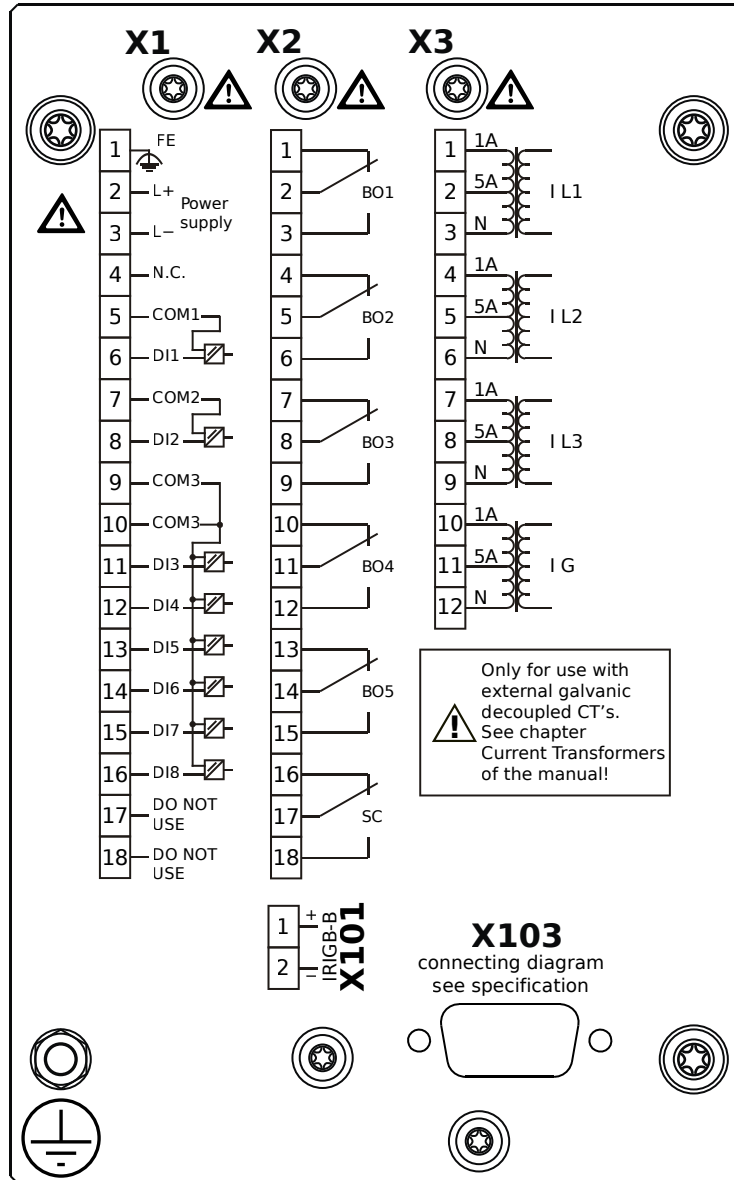 X1
X2
X3
1 FE
2 L+
Power
supply
3 L−
4 N.C.
5 COM1
6 DI1
7 COM2
8 DI2
9 COM3
10 COM3
11 DI3
12 DI4
13 DI5
14 DI6
15 DI7
16 DI8
17 DO NOT
USE
18 DO NOT
USE
1
2 BO1
3
4
5 BO2
6
7
8 BO3
9
10
11 BO4
12
13
14 BO5
15
16
17 SC
18
1 1A
2 5A I L1
3 N
4 1A
5 5A I L2
6 N
7 1A
8 5A I L3
9 N
10 1A
11 5A I G
12 N
Only for use with
external galvanic
decoupled CT’s.
See chapter
Current Transformers
of the manual!
1 +
2 −
IRIGB-B
X101
X103
connecting diagram
see specification